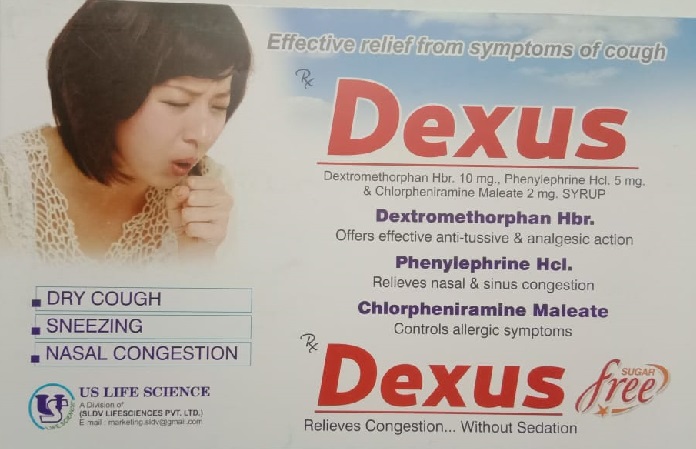 Effective relief from symptoms of cough
Rx
Dexus
Dextromethorphan Hbr. 10 mg., Phenylephrine Hcl. 5 mg.
& Chlorpheniramine Maleate 2 mg. SYRUP
Dextromethorphan Hbr.
Offers effective anti-tussive & analgesic action
Phenylephrine Hcl.
Relieves nasal & sinus congestion
Chlorpheniramine Maleate
Controls allergic symptoms
DRY COUGH
SNEEZING
NASAL CONGESTION
Rx
Dexus
SUGAR
free
Relieves Congestion... Without Sedation
US LIFE SCIENCE
A Division of
(SLDV LIFESCIENCES PVT. LTD.)
E-mail : marketing.sldv@gmail.com